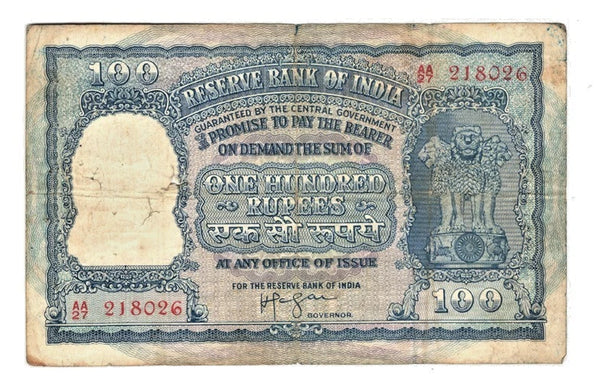 100
AA
27 218026
RESERVE BANK OF INDIA
GUARANTEED BY THE CENTRAL GOVERNMENT
I PROMISE TO PAY THE BEARER
ON DEMAND THE SUM OF
ONE HUNDRED
RUPEES
एक सौ रूपये
AT ANY OFFICE OF ISSUE
FOR THE RESERVE BANK OF INDIA
GOVERNOR.
AA
27 218026
100